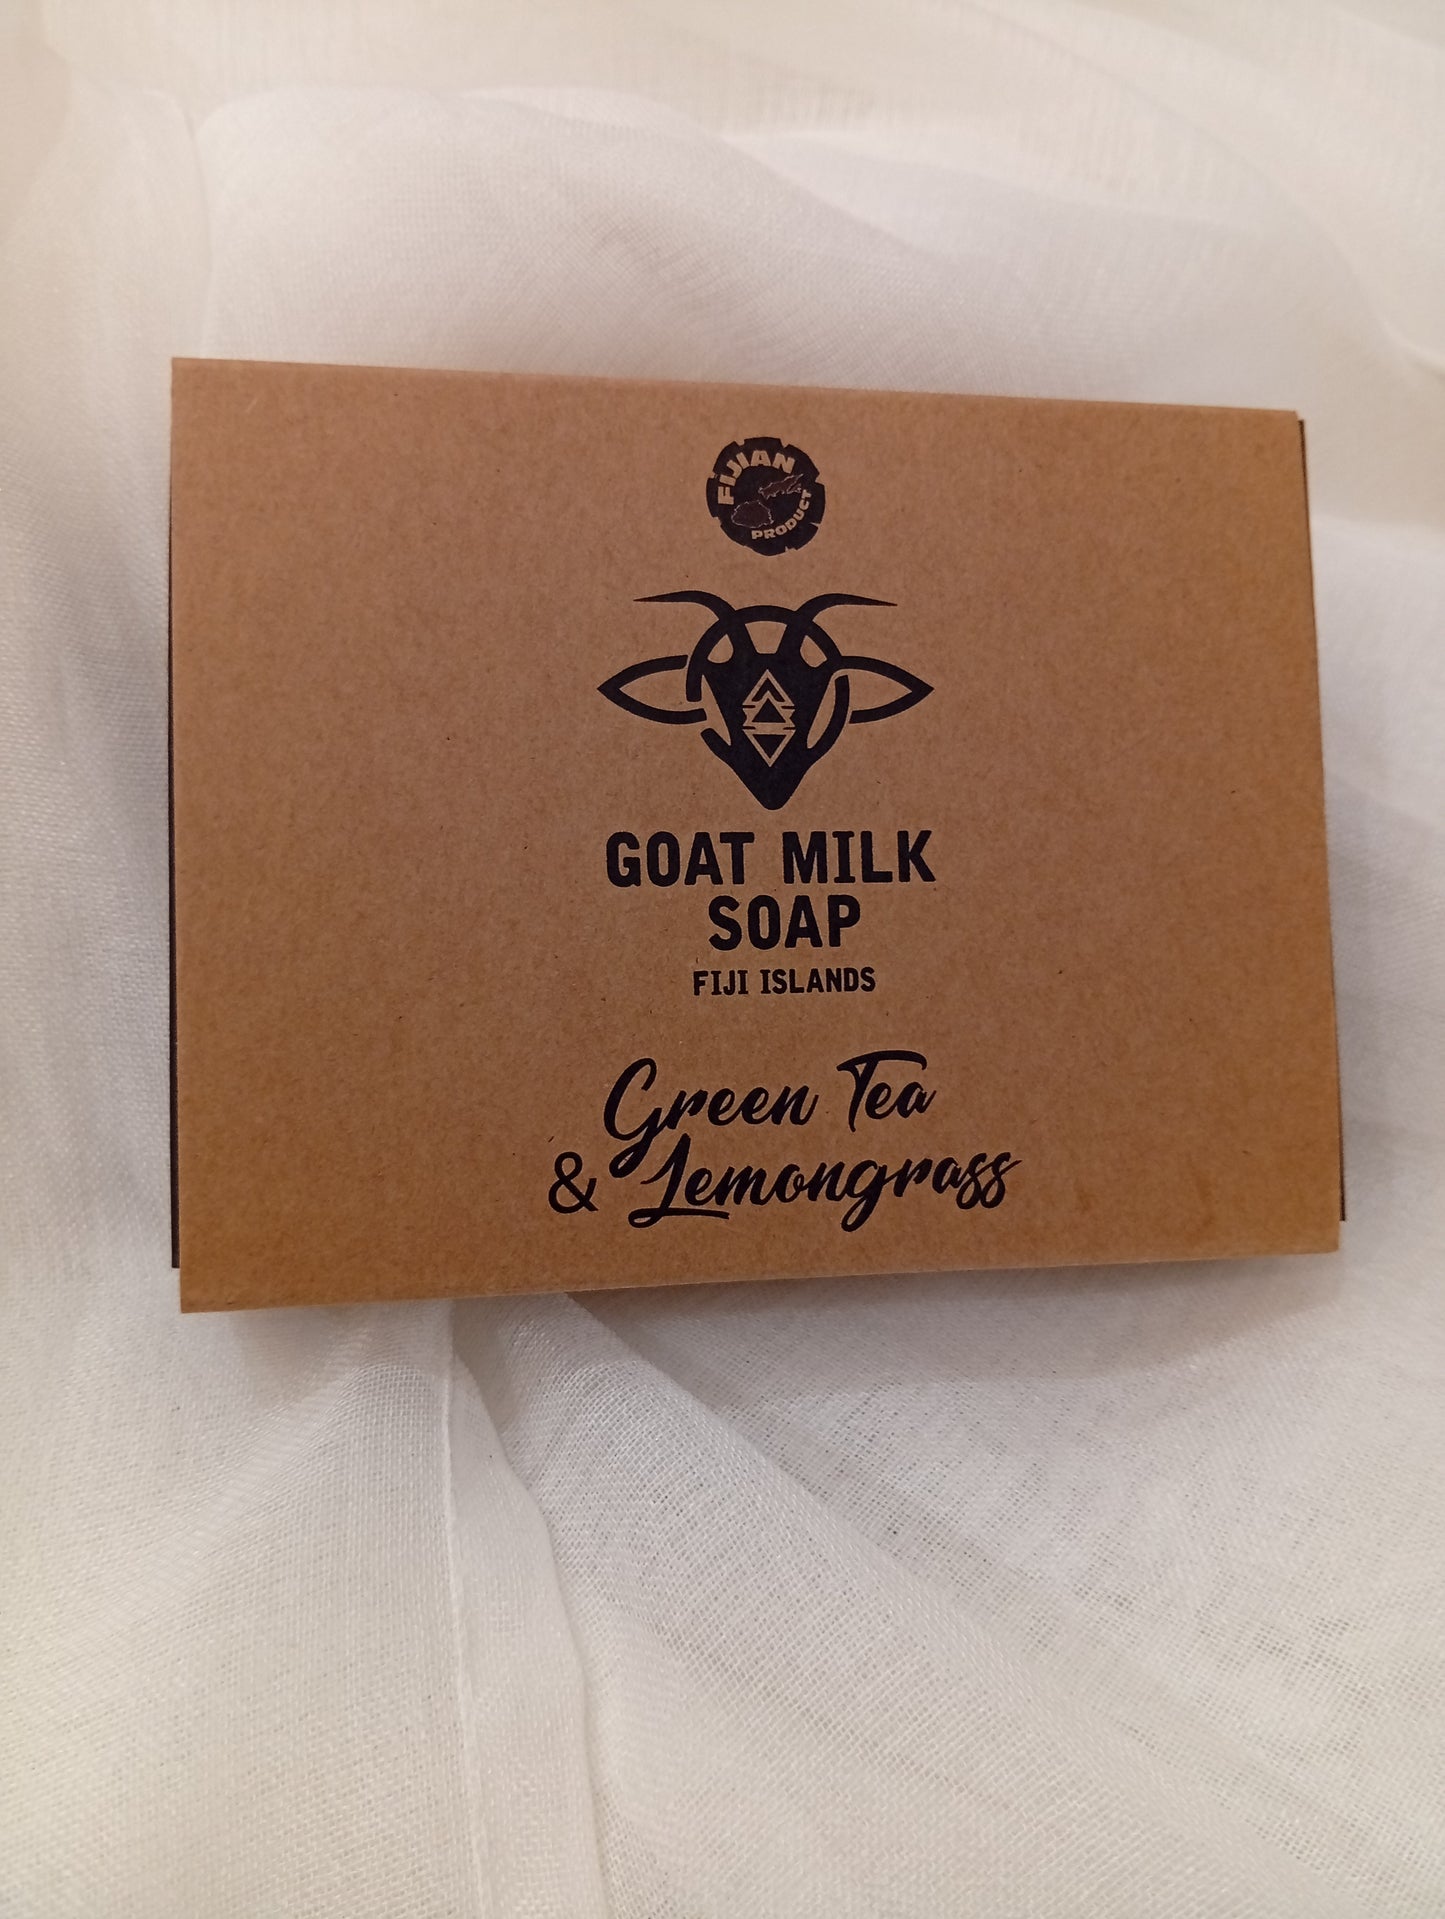 FIJIAN
PRODUCT
GOAT MILK
SOAP
FIJI ISLANDS
Green Tea
& Lemongrass